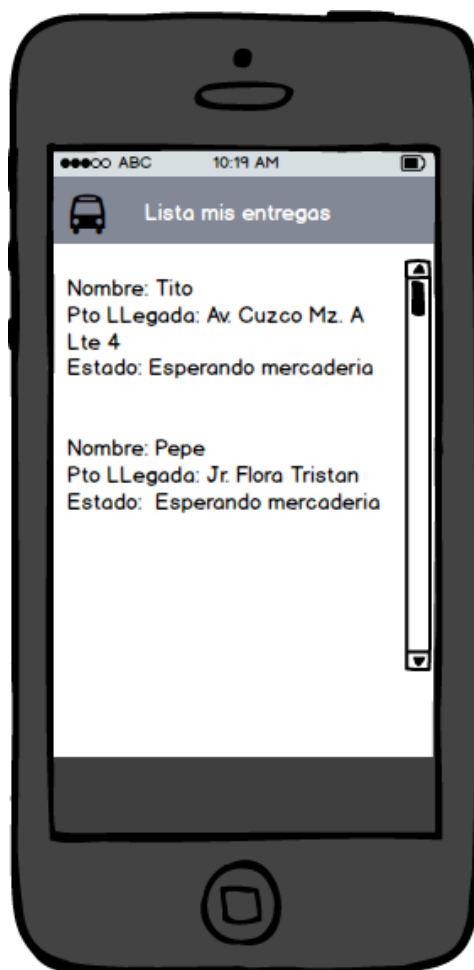 ABC 10:19 AM
Lista mis entregas
Nombre: Tito
Pto LLegada: Av. Cuzco Mz. A
Lte 4
Estado: Esperando mercaderia
Nombre: Pepe
Pto LLegada: Jr. Flora Tristan
Estado: Esperando mercaderia